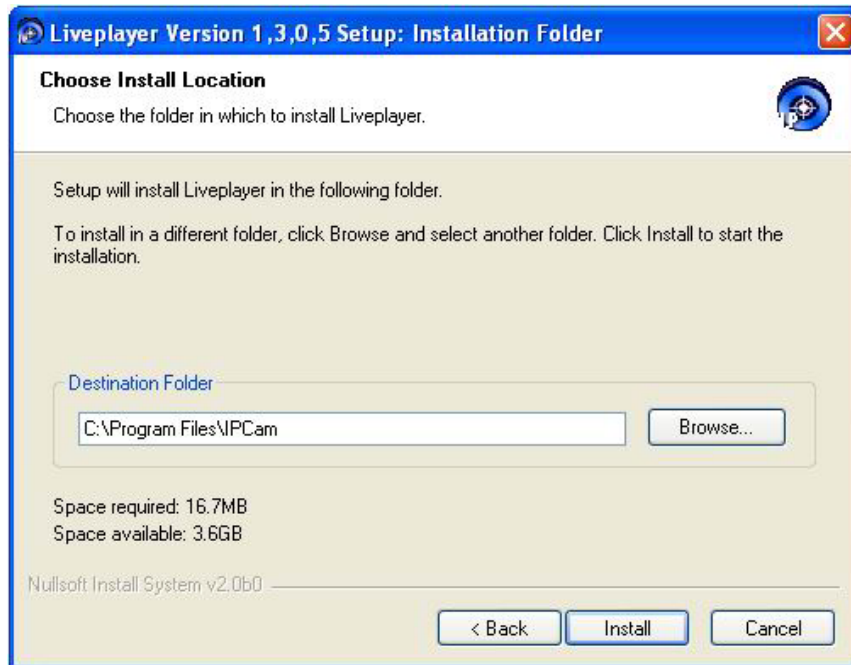 Liveplayer Version 1,3,0,5 Setup: Installation Folder
Choose Install Location
Choose the folder in which to install Liveplayer.
Setup will install Liveplayer in the following folder.
To install in a different folder, click Browse and select another folder. Click Install to start the
installation.
Destination Folder
C:\Program Files\IPCam
Browse...
Space required: 16.7MB
Space available: 3.6GB
Nullsoft Install System v2.0b0
< Back
Install
Cancel